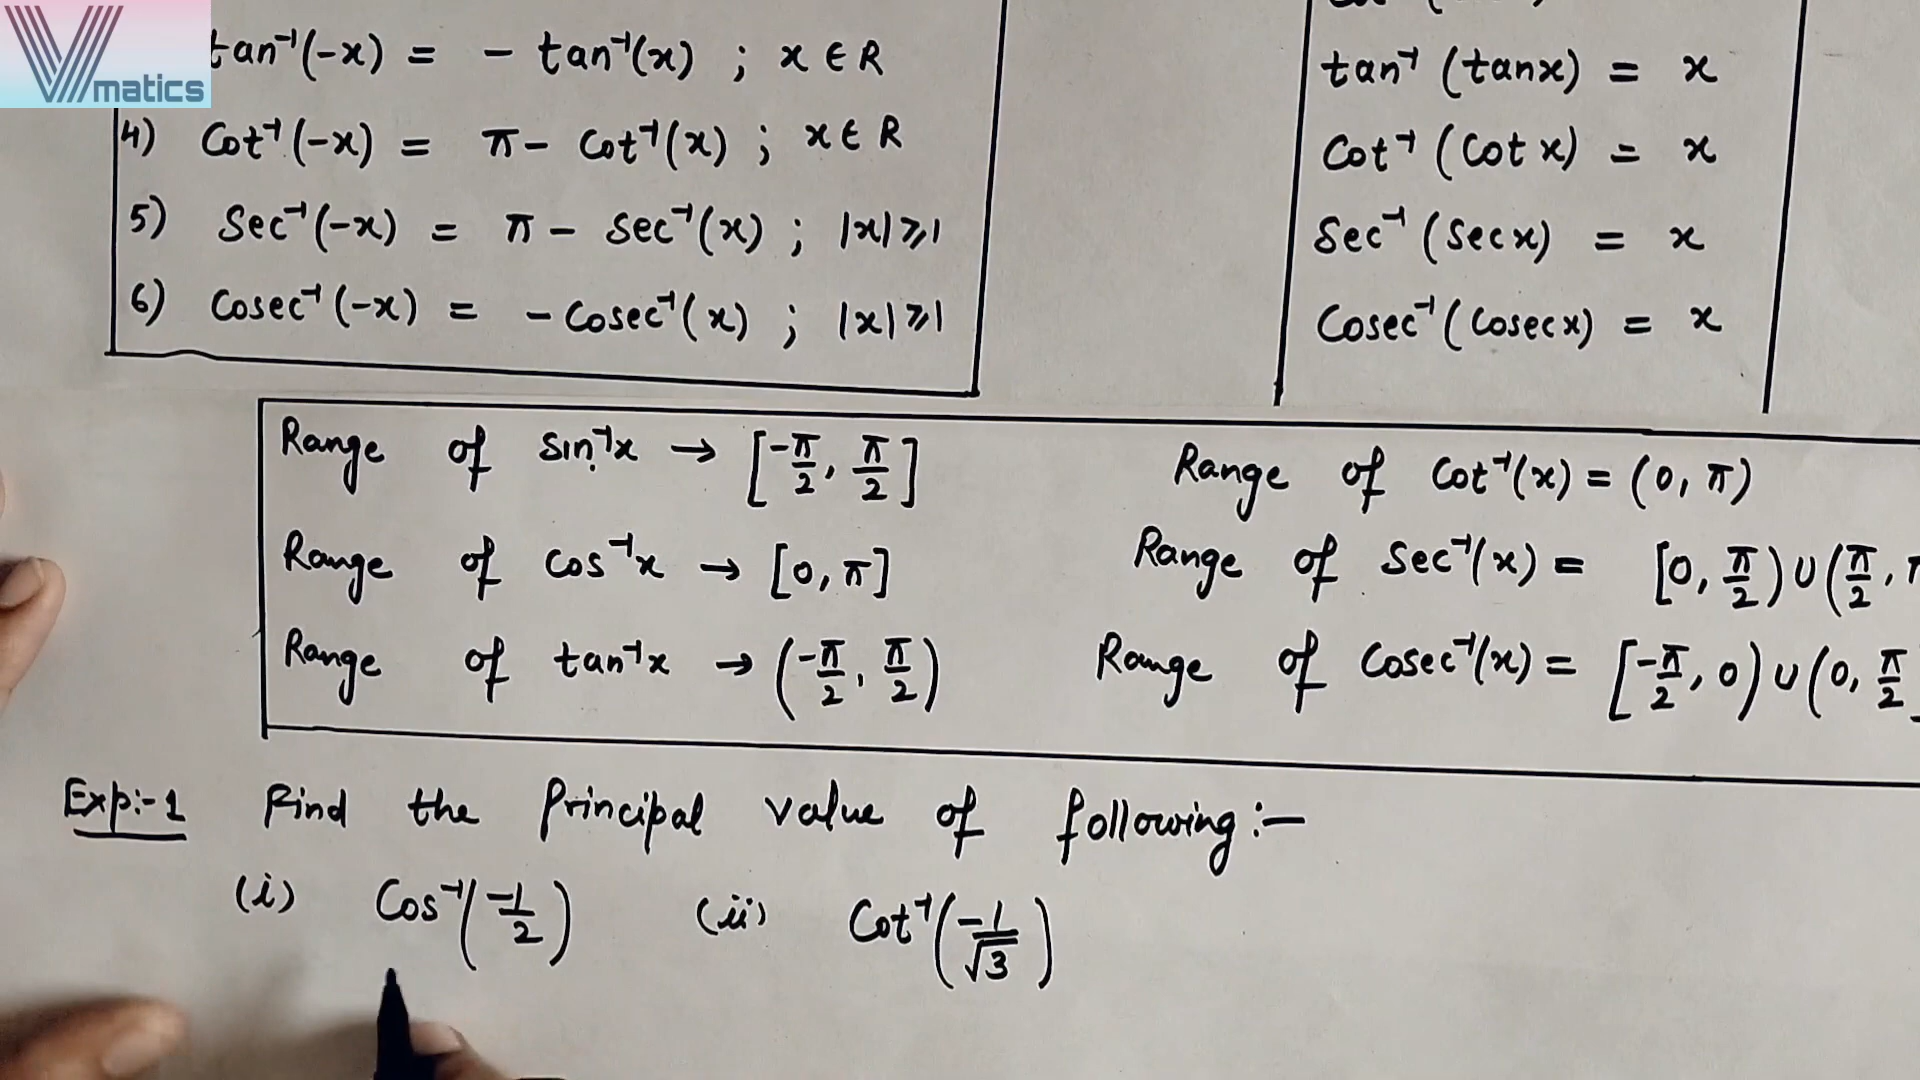 Vmatics
tan⁻¹(-x) = - tan⁻¹(x) ; x ∈ R
4) Cot⁻¹(-x) = π - Cot⁻¹(x) ; x ∈ R
5) Sec⁻¹(-x) = π - sec⁻¹(x) ; |x| ≥ 1
6) Cosec⁻¹(-x) = - Cosec⁻¹(x) ; |x| ≥ 1
tan⁻¹(tanx) = x
Cot⁻¹(Cot x) = x
Sec⁻¹(Sec x) = x
Cosec⁻¹(Cosec x) = x
Range of sin⁻¹x → [-π/2, π/2]
Range of cos⁻¹x → [0, π]
Range of tan⁻¹x → (-π/2, π/2)
Range of Cot⁻¹(x) = (0, π)
Range of Sec⁻¹(x) = [0, π/2) ∪ (π/2, π
Range of Cosec⁻¹(x) = [-π/2, 0) ∪ (0, π/2]
Exp:-1 Find the Principal value of following:-
(i) Cos⁻¹(-1/2) (ii) Cot⁻¹(-1/√3)